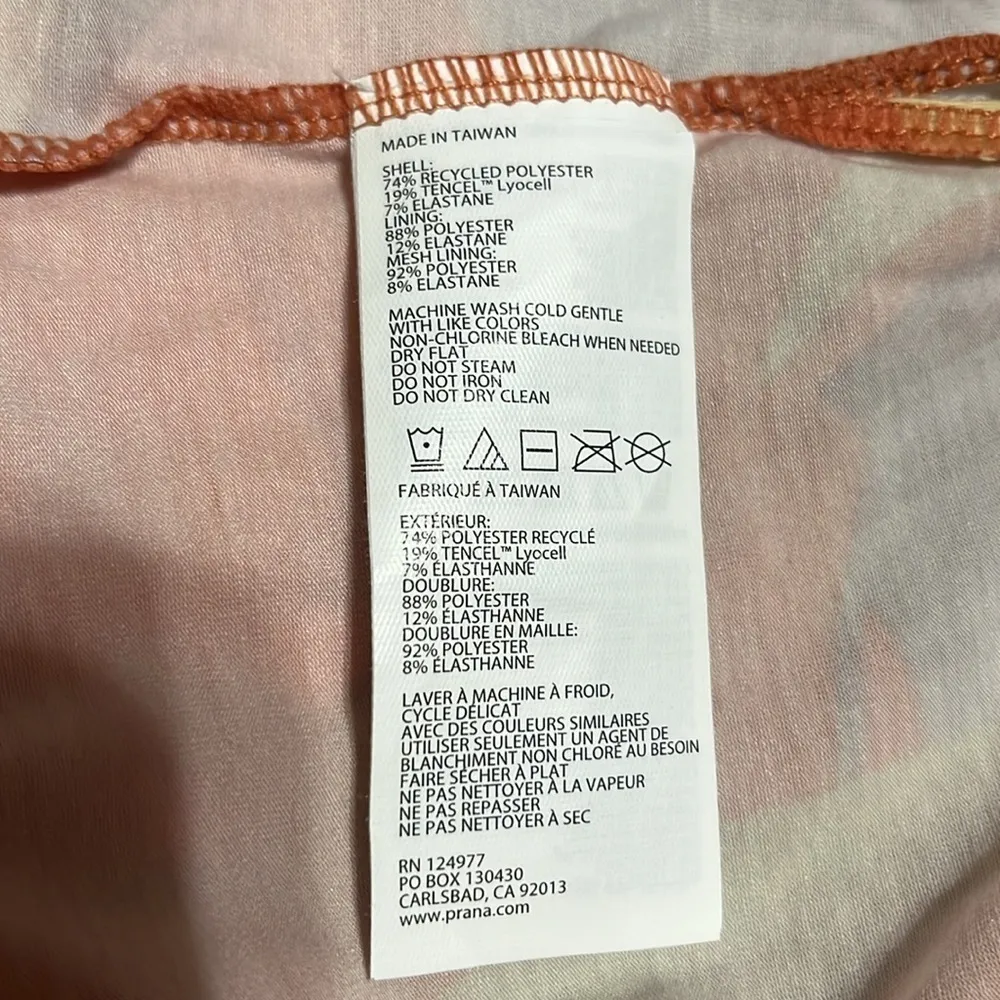 MADE IN TAIWAN
SHELL:
74% RECYCLED POLYESTER
19% TENCEL™ Lyocell
7% ELASTANE
LINING:
88% POLYESTER
12% ELASTANE
MESH LINING:
92% POLYESTER
8% ELASTANE
MACHINE WASH COLD GENTLE
WITH LIKE COLORS
NON-CHLORINE BLEACH WHEN NEEDED
DRY FLAT
DO NOT STEAM
DO NOT IRON
DO NOT DRY CLEAN
FABRIQUÉ À TAIWAN
EXTÉRIEUR:
74% POLYESTER RECYCLÉ
19% TENCEL™ Lyocell
7% ÉLASTHANNE
DOUBLURE:
88% POLYESTER
12% ÉLASTHANNE
DOUBLURE EN MAILLE:
92% POLYESTER
8% ÉLASTHANNE
LAVER À MACHINE À FROID,
CYCLE DÉLICAT
AVEC DES COULEURS SIMILAIRES
UTILISER SEULEMENT UN AGENT DE
BLANCHIMENT NON CHLORÉ AU BESOIN
FAIRE SÉCHER À PLAT
NE PAS NETTOYER À LA VAPEUR
NE PAS REPASSER
NE PAS NETTOYER À SEC
RN 124977
PO BOX 130430
CARLSBAD, CA 92013
www.prana.com